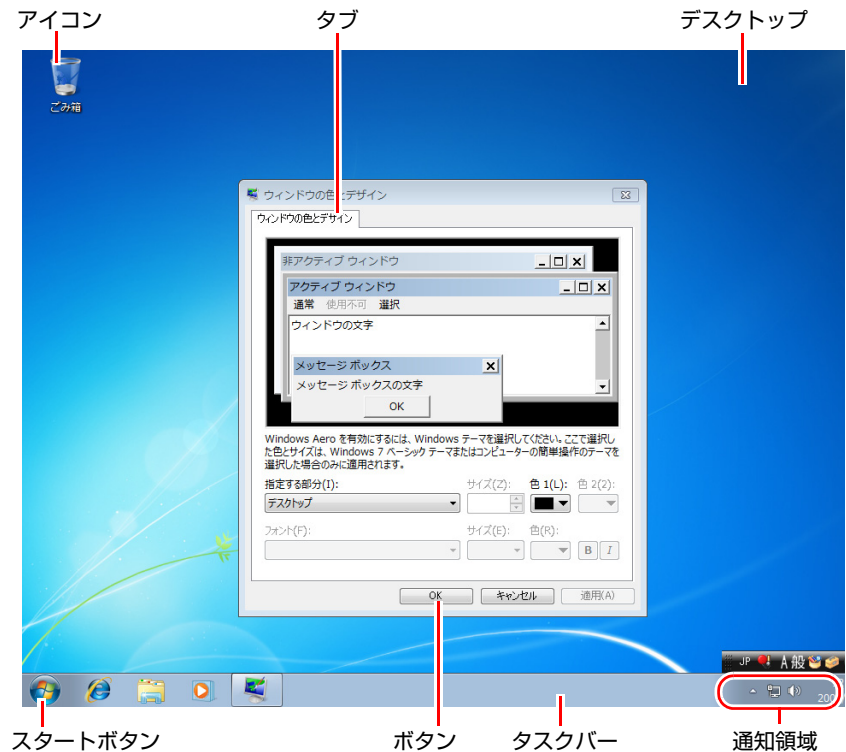 アイコン
タブ
デスクトップ
ごみ箱
ウィンドウの色とデザイン
ウィンドウの色とデザイン
非アクティブ ウィンドウ
アクティブ ウィンドウ
通常 使用不可 選択
ウィンドウの文字
メッセージ ボックス
メッセージ ボックスの文字
OK
Windows Aero を有効にするには、Windows テーマを選択してください。ここで選択し
た色とサイズは、Windows 7 ベーシック テーマまたはコンピューターの簡単操作のテーマを
選択した場合のみに適用されます。
指定する部分(I): サイズ(Z): 色 1(L): 色 2(2):
デスクトップ
フォント(F): サイズ(E): 色(R):
B I
OK キャンセル 適用(A)
JP A 般
200
スタートボタン
ボタン
タスクバー
通知領域